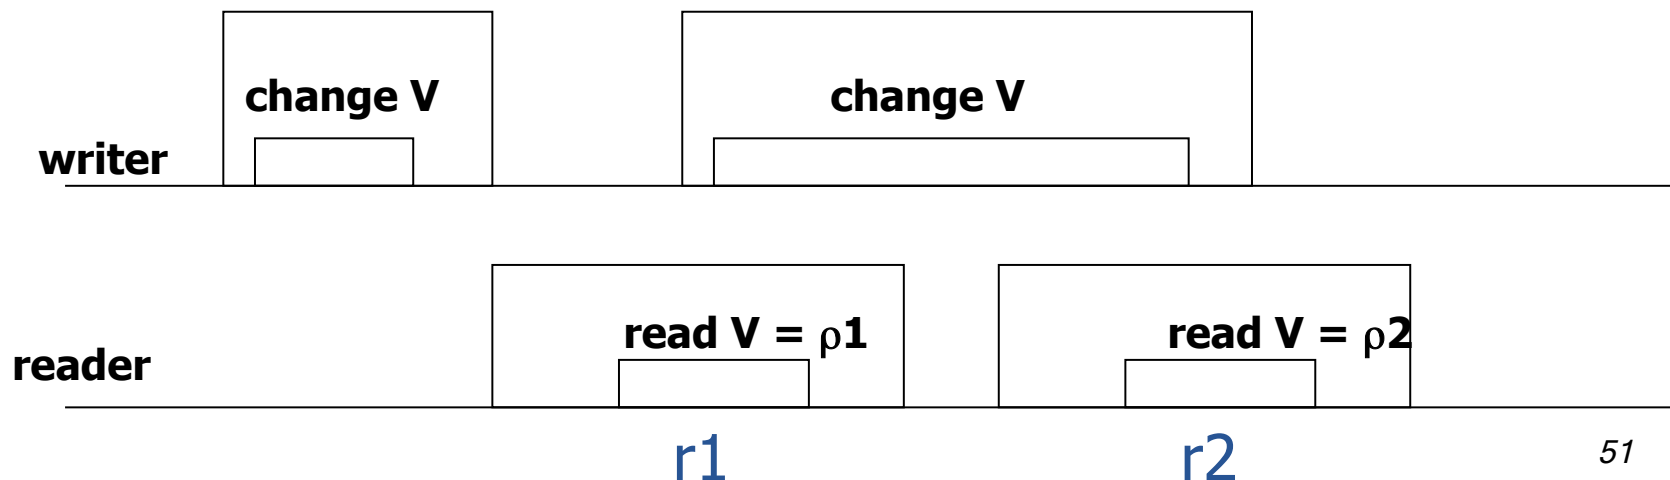 change V change V
writer
read V = ρ1 read V = ρ2
reader
r1 r2
51